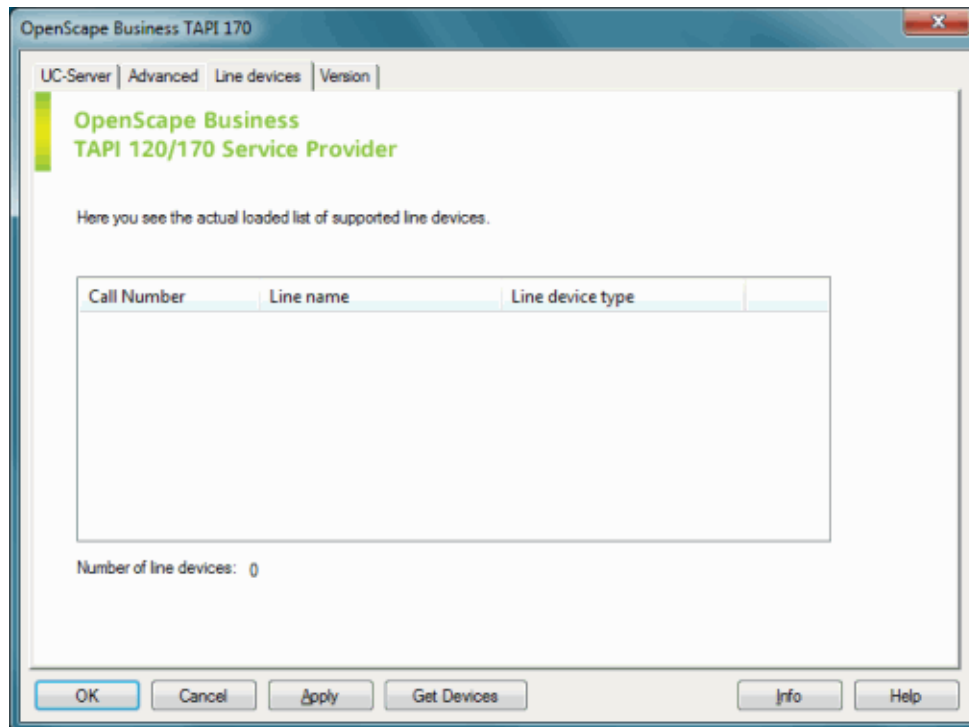 OpenScape Business TAPI 170
UC-Server Advanced Line devices Version
OpenScape Business
TAPI 120/170 Service Provider
Here you see the actual loaded list of supported line devices.
Call Number Line name Line device type
Number of line devices: 0
OK Cancel Apply Get Devices Info Help